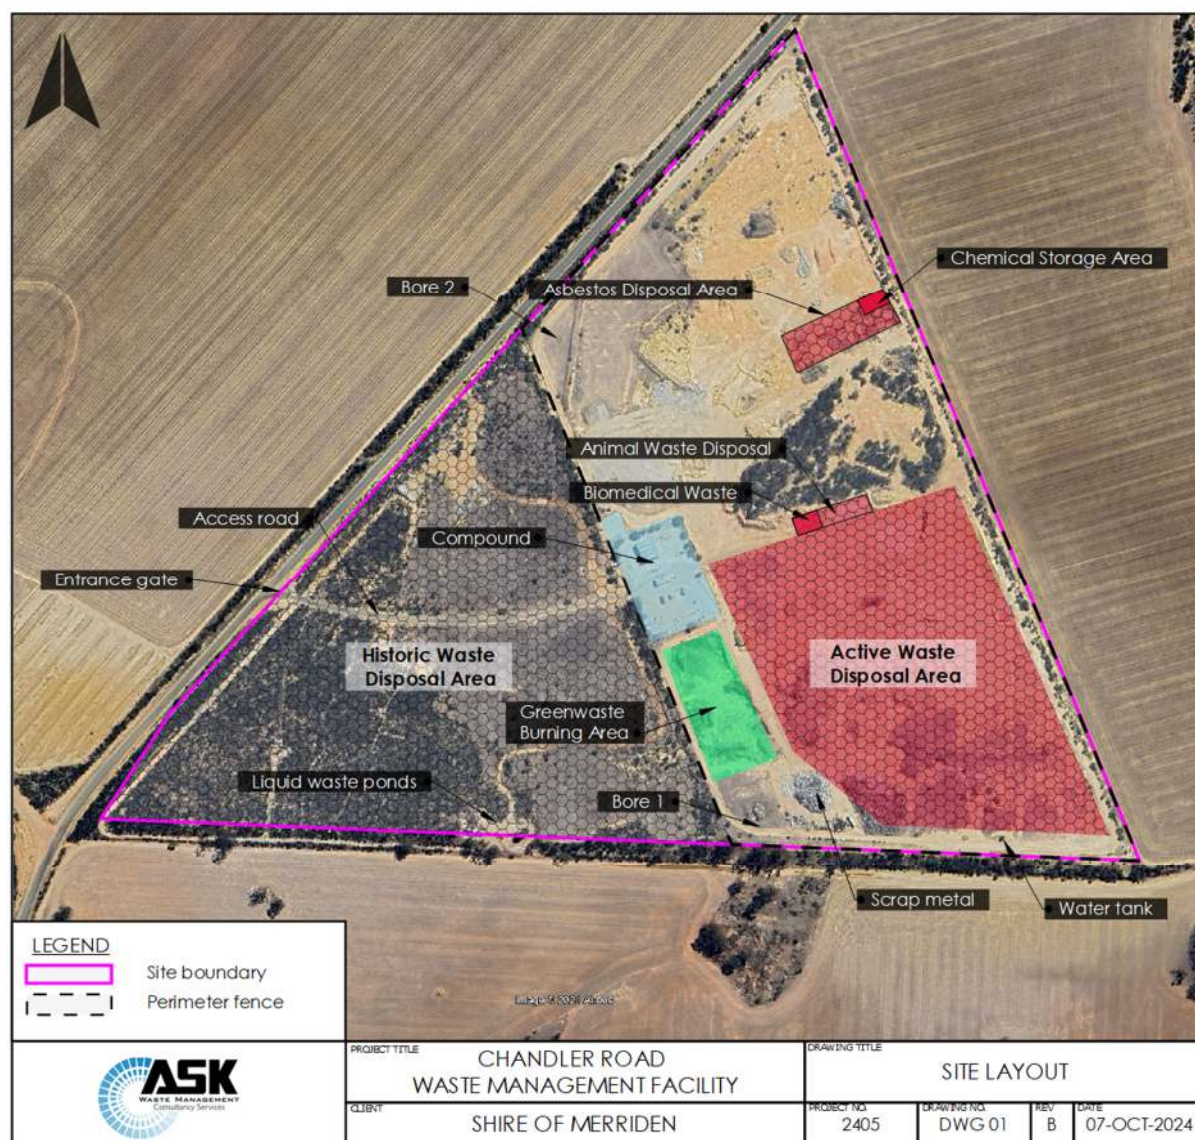 Chemical Storage Area
Bore 2
Asbestos Disposal Area
Animal Waste Disposal
Biomedical Waste
Access road
Compound
Entrance gate
Historic Waste
Disposal Area
Active Waste
Disposal Area
Greenwaste
Burning Area
Liquid waste ponds
Bore 1
Scrap metal
Water tank
LEGEND
Site boundary
Perimeter fence
ASK
WASTE MANAGEMENT
Consultancy Services
PROJECT TITLE
CHANDLER ROAD
WASTE MANAGEMENT FACILITY
CLIENT
SHIRE OF MERRIDEN
DRAWING TITLE
SITE LAYOUT
PROJECT NO.
2405
DRAWING NO.
DWG 01
REV
B
DATE
07-OCT-2024